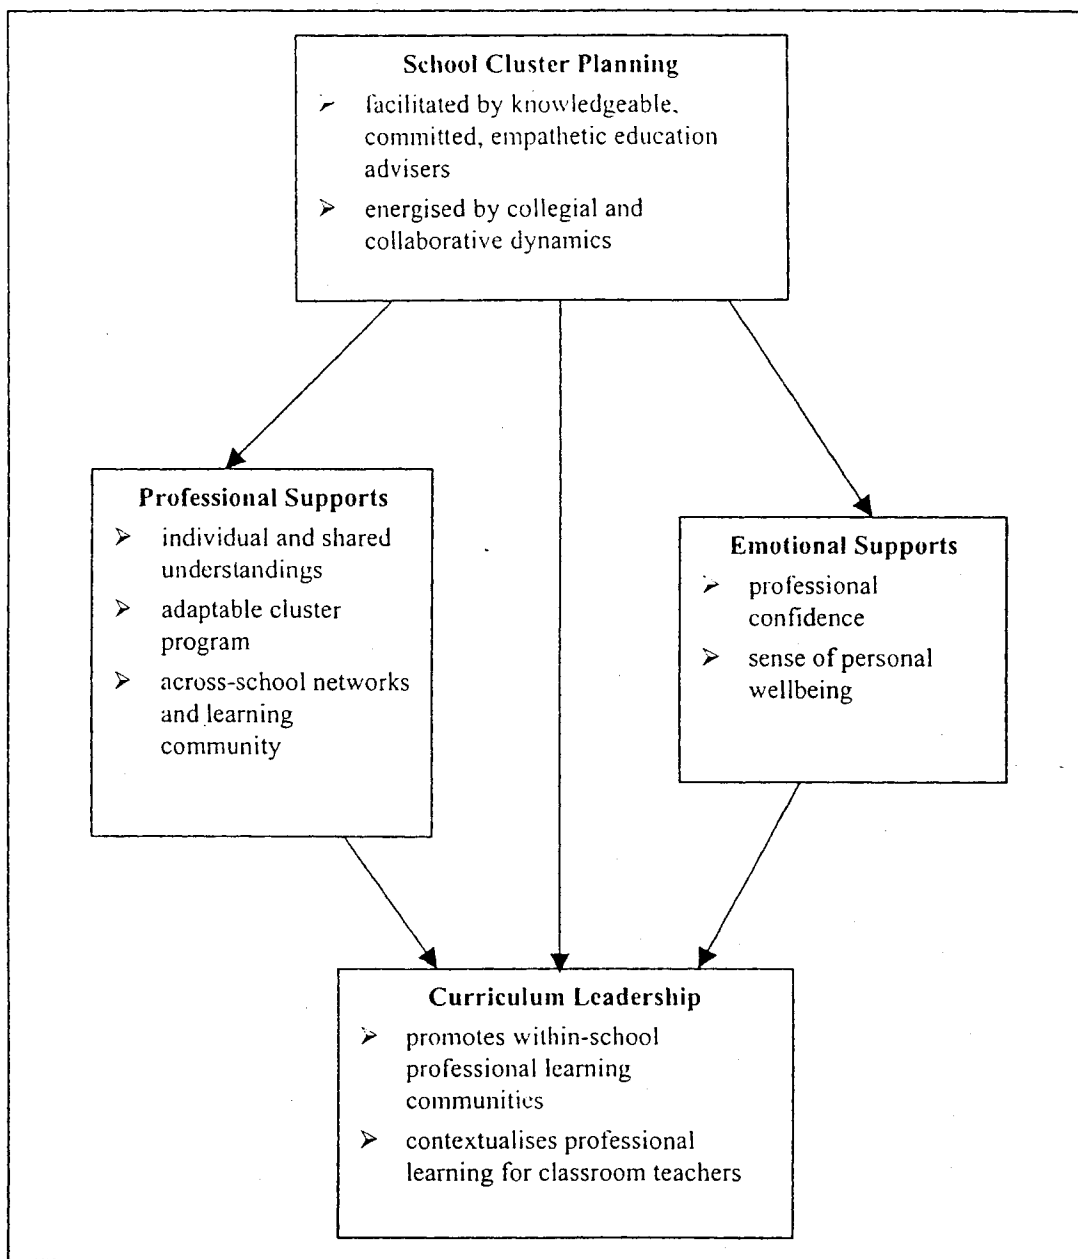 School Cluster Planning
➢ facilitated by knowledgeable,
committed, empathetic education
advisers
➢ energised by collegial and
collaborative dynamics
Professional Supports
➢ individual and shared
understandings
➢ adaptable cluster
program
➢ across-school networks
and learning
community
Emotional Supports
➢ professional
confidence
➢ sense of personal
wellbeing
Curriculum Leadership
➢ promotes within-school
professional learning
communities
➢ contextualises professional
learning for classroom teachers